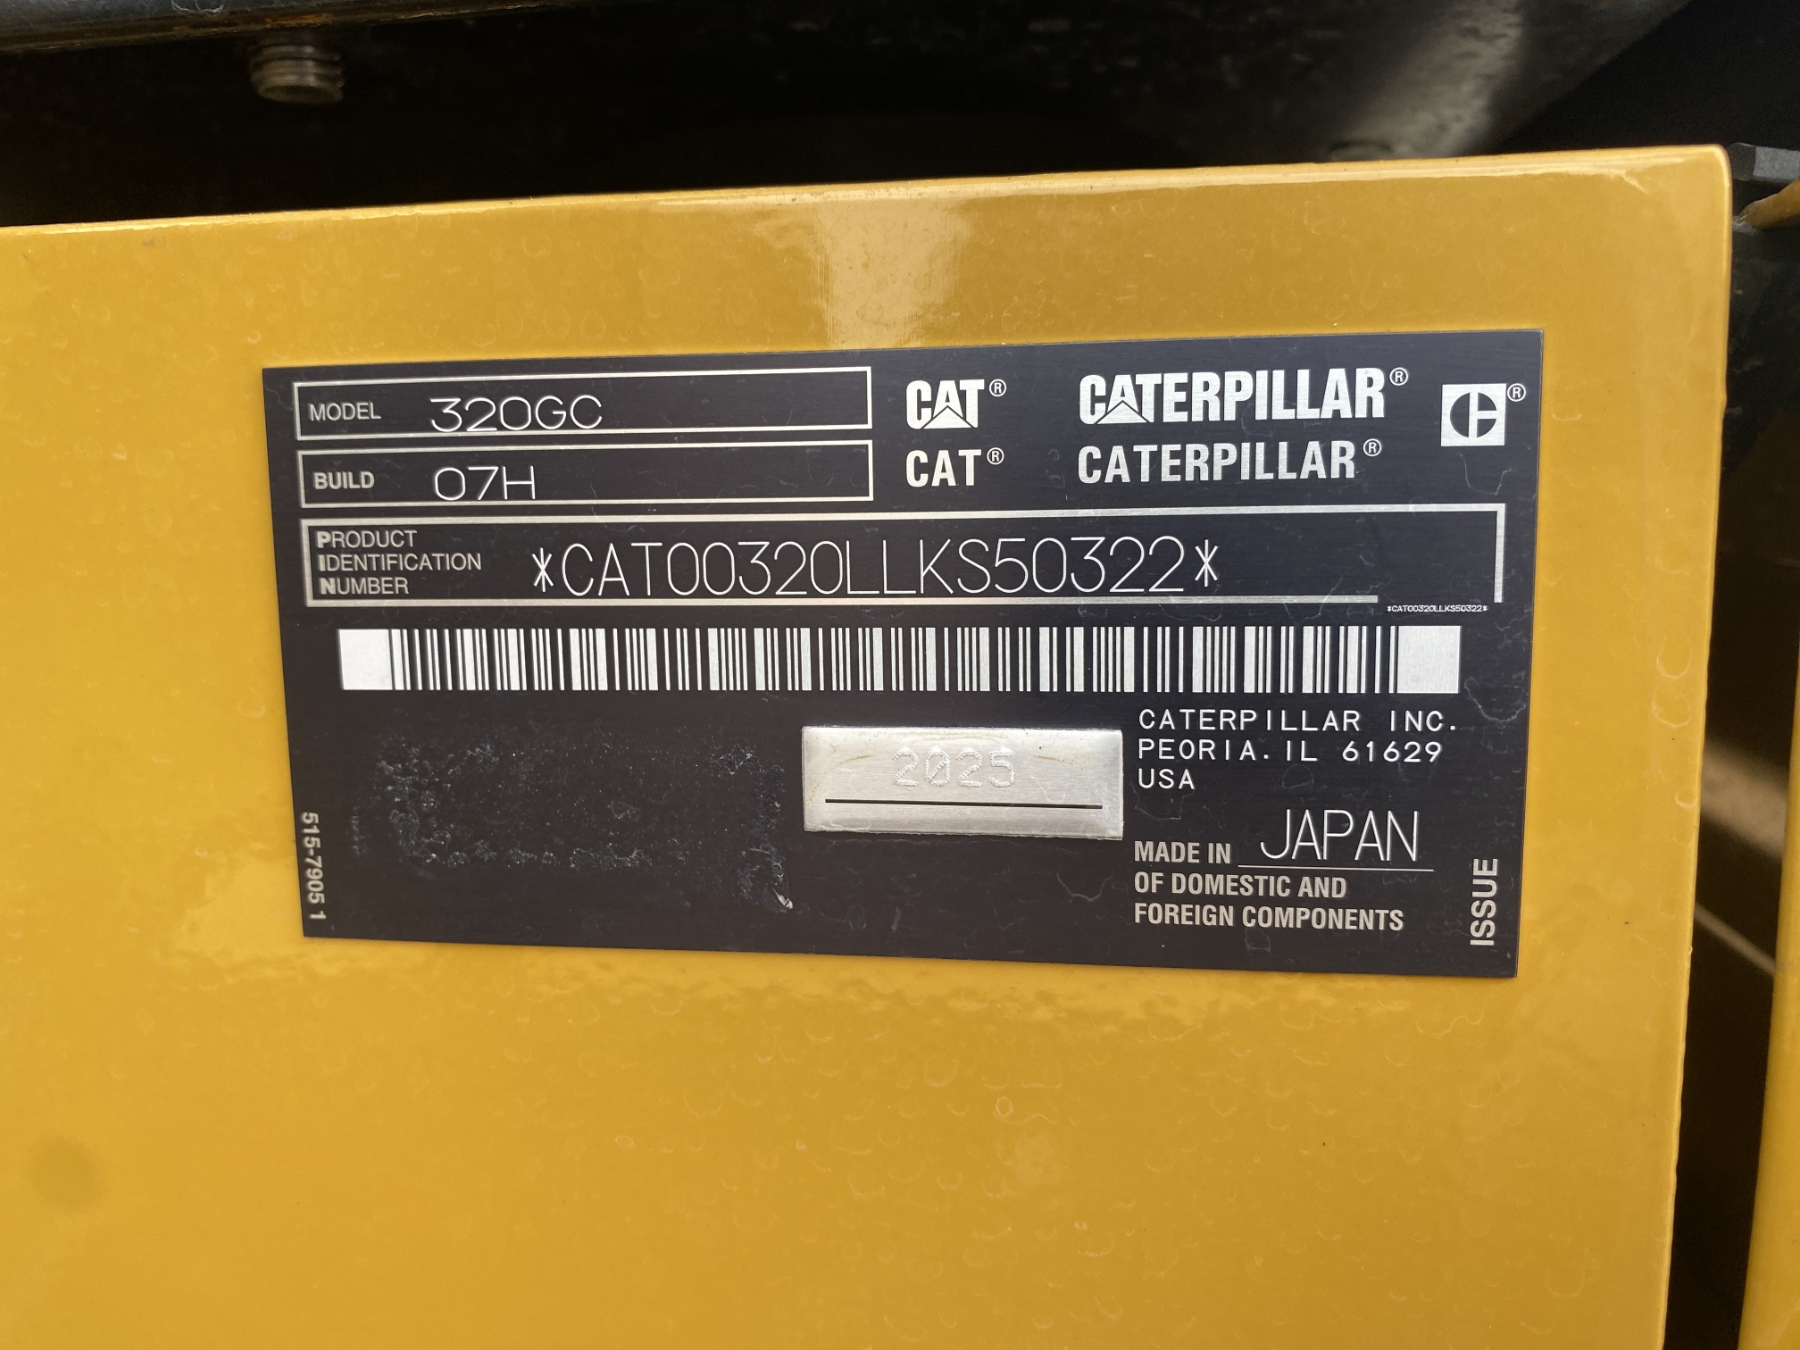 MODEL 320GC
BUILD 07H
CAT® CATERPILLAR® ®
CAT® CATERPILLAR®
PRODUCT
IDENTIFICATION
NUMBER
*CAT00320LLKS50322*
*CAT00320LLKS50322*
2025
CATERPILLAR INC.
PEORIA. IL 61629
USA
MADE IN JAPAN
OF DOMESTIC AND
FOREIGN COMPONENTS
515-7905 1
ISSUE